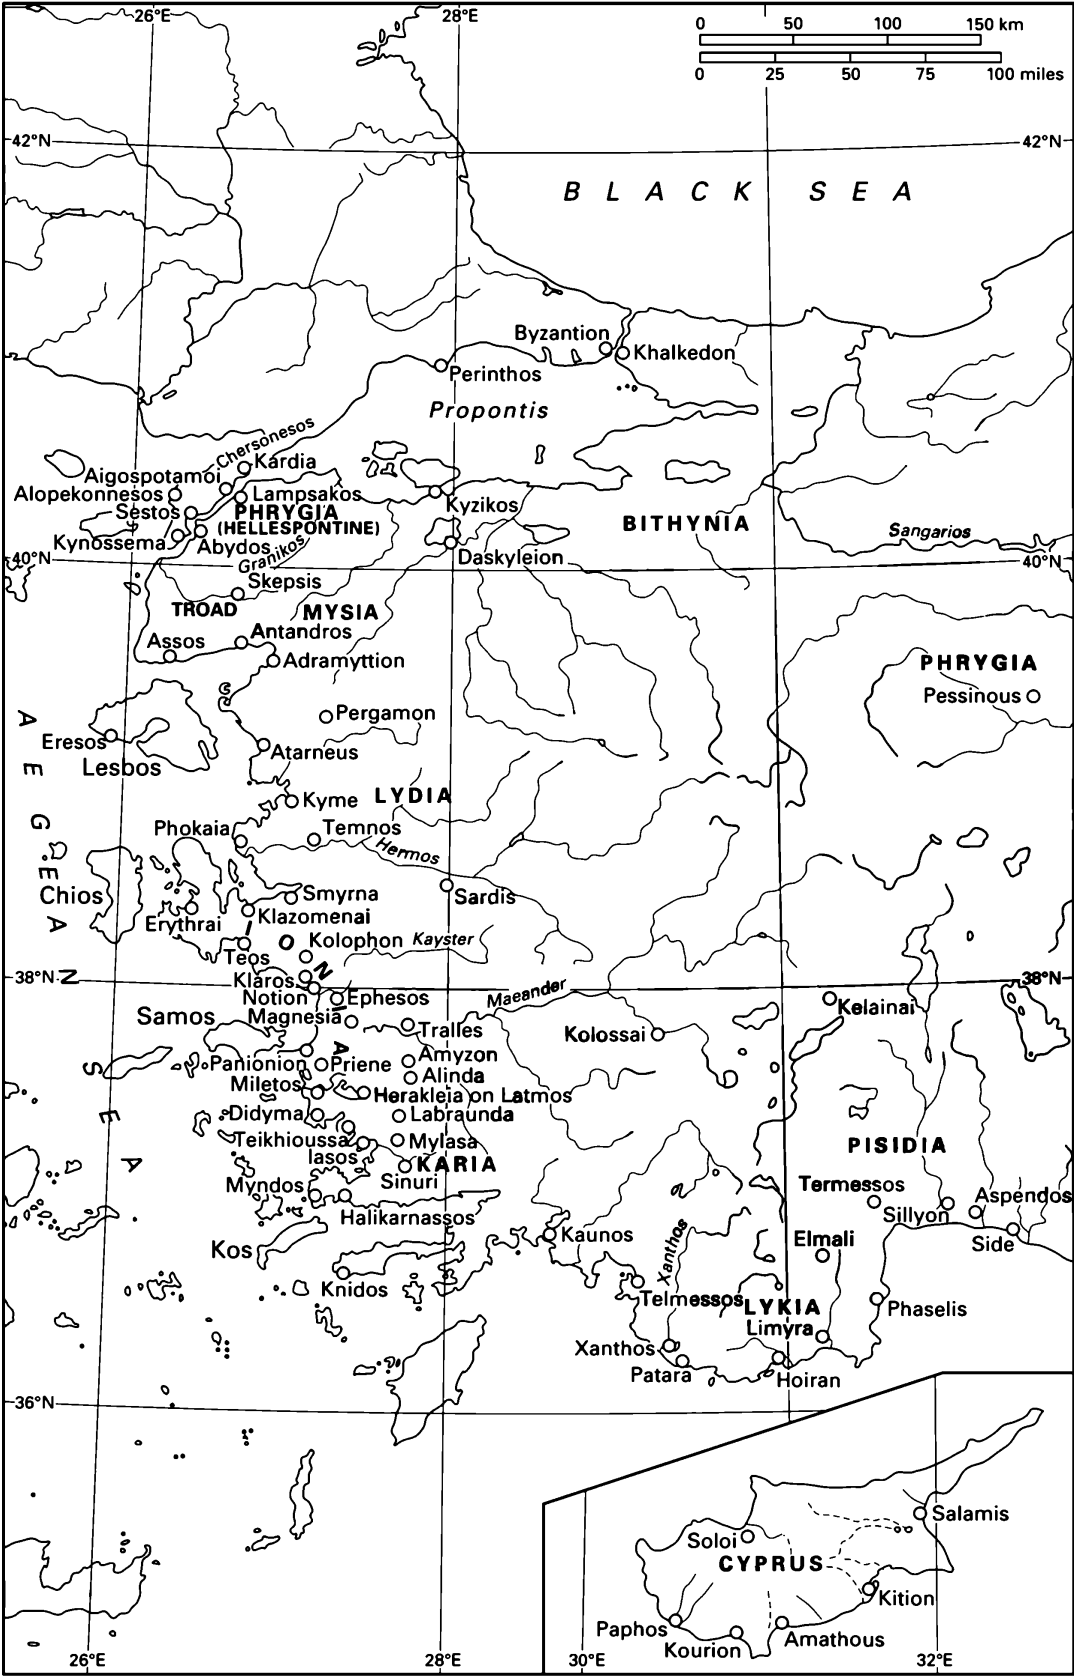 26°E
28°E
0 50 100 150 km
0 25 50 75 100 miles
42°N
42°N
BLACK SEA
Byzantion
Khalkedon
Perinthos
Propontis
Chersonesos
Kardia
Aigospotamoi
Alopekonnesos
Lampsakos
Sestos
PHRYGIA
(HELLESPONTINE)
Kyzikos
BITHYNIA
Sangarios
Kynossema
Abydos
Granikos
Daskyleion
40°N
40°N
Skepsis
TROAD
MYSIA
Antandros
Assos
Adramyttion
PHRYGIA
Pessinous
Pergamon
Eresos
Atarneus
Lesbos
AEGEAN SEA
Kyme
LYDIA
Phokaia
Temnos
Hermos
Chios
Smyrna
Sardis
Erythrai
Klazomenai
IONIA
Kolophon
Kayster
Teos
38°N
38°N
Klaros
Notion
Ephesos
Maeander
Kelainai
Samos
Magnesia
Tralles
Kolossai
Panionion
Priene
Amyzon
Alinda
Miletos
Herakleia on Latmos
Didyma
Labraunda
Teikhioussa
Mylasa
PISIDIA
Iasos
KARIA
Sinuri
Myndos
Termessos
Aspendos
Sillyon
Halikarnassos
Kos
Kaunos
Xanthos
Elmali
Side
Knidos
Telmessos
LYKIA
Phaselis
Limyra
Xanthos
Patara
Hoiran
36°N
Salamis
Soloi
CYPRUS
Kition
Paphos
Kourion
Amathous
26°E
28°E
30°E
32°E